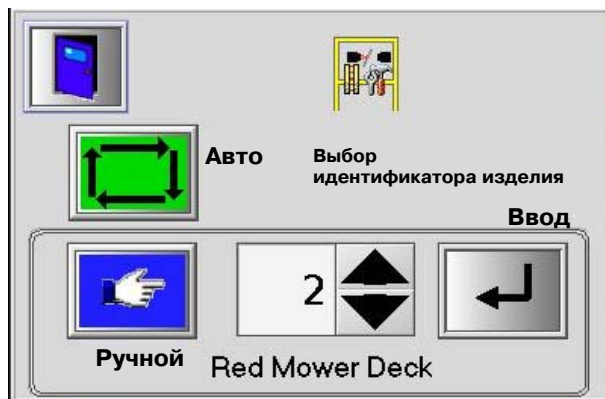 Авто
Выбор
идентификатора изделия
Ввод
2
Ручной
Red Mower Deck